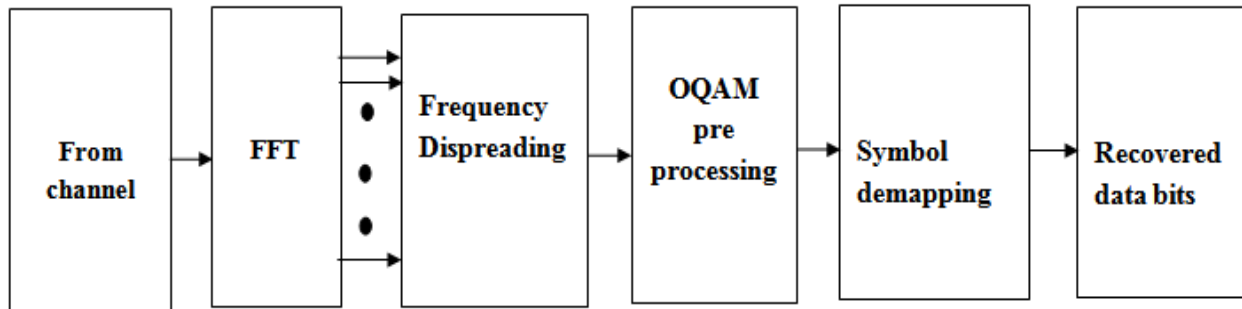 From
channel
FFT
Frequency
Dispreading
OQAM
pre
processing
Symbol
demapping
Recovered
data bits